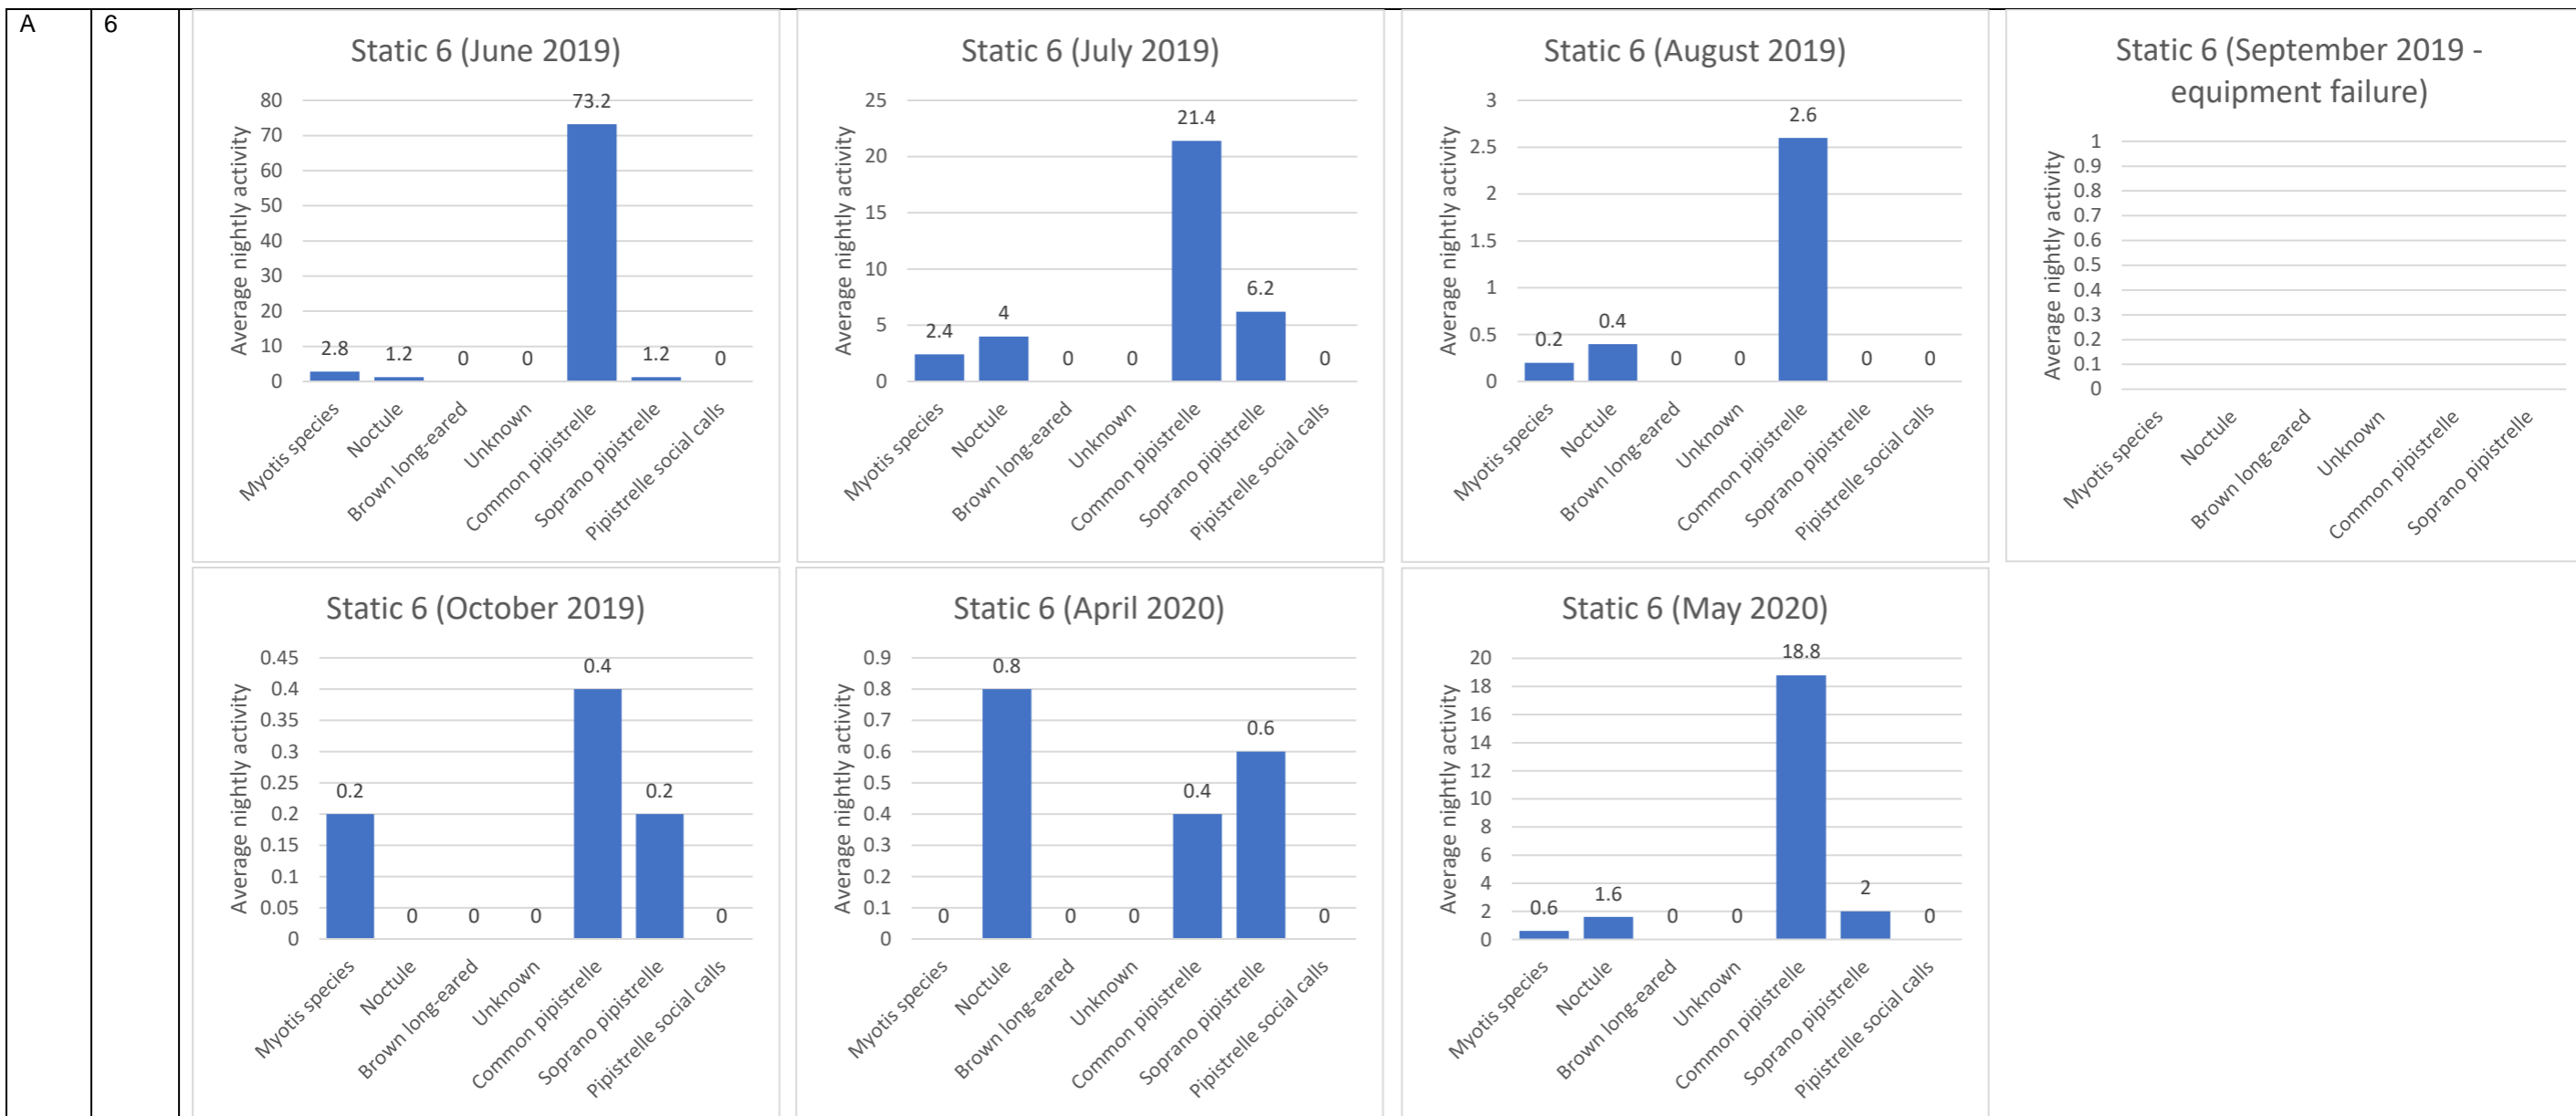 A
6
Static 6 (June 2019)
Average nightly activity
80
70
60
50
40
30
20
10
0
2.8
1.2
0
0
73.2
1.2
0
Myotis species
Noctule
Brown long-eared
Unknown
Common pipistrelle
Soprano pipistrelle
Pipistrelle social calls
Static 6 (July 2019)
Average nightly activity
25
20
15
10
5
0
2.4
4
0
0
21.4
6.2
0
Myotis species
Noctule
Brown long-eared
Unknown
Common pipistrelle
Soprano pipistrelle
Pipistrelle social calls
Static 6 (August 2019)
Average nightly activity
3
2.5
2
1.5
1
0.5
0
0.2
0.4
0
0
2.6
0
0
Myotis species
Noctule
Brown long-eared
Unknown
Common pipistrelle
Soprano pipistrelle
Pipistrelle social calls
Static 6 (September 2019 -
equipment failure)
Average nightly activity
1
0.9
0.8
0.7
0.6
0.5
0.4
0.3
0.2
0.1
0
Myotis species
Noctule
Brown long-eared
Unknown
Common pipistrelle
Soprano pipistrelle
Static 6 (October 2019)
Average nightly activity
0.45
0.4
0.35
0.3
0.25
0.2
0.15
0.1
0.05
0
0.2
0
0
0
0.4
0.2
0
Myotis species
Noctule
Brown long-eared
Unknown
Common pipistrelle
Soprano pipistrelle
Pipistrelle social calls
Static 6 (April 2020)
Average nightly activity
0.9
0.8
0.7
0.6
0.5
0.4
0.3
0.2
0.1
0
0
0.8
0
0
0.4
0.6
0
Myotis species
Noctule
Brown long-eared
Unknown
Common pipistrelle
Soprano pipistrelle
Pipistrelle social calls
Static 6 (May 2020)
Average nightly activity
20
18
16
14
12
10
8
6
4
2
0
0.6
1.6
0
0
18.8
2
0
Myotis species
Noctule
Brown long-eared
Unknown
Common pipistrelle
Soprano pipistrelle
Pipistrelle social calls